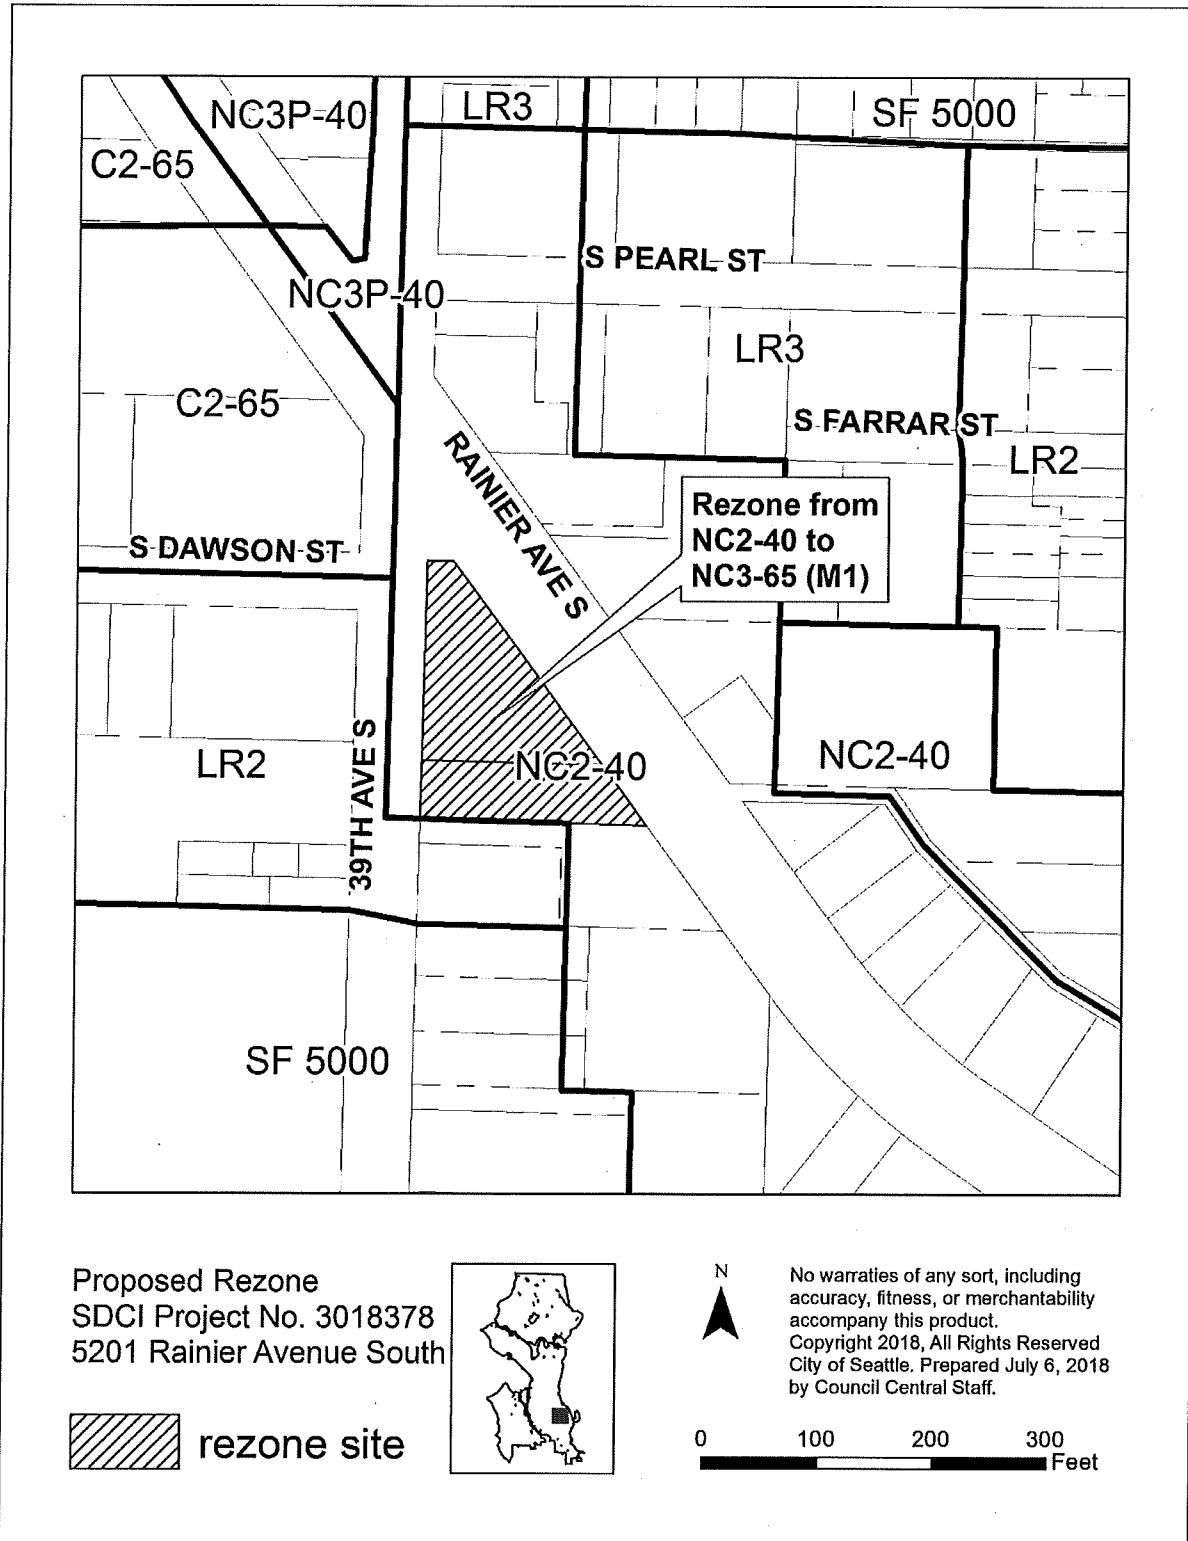 NC3P-40
LR3
SF 5000
C2-65
S PEARL ST
NC3P-40
LR3
C2-65
S FARRAR ST
RAINIER AVE S
LR2
Rezone from
NC2-40 to
NC3-65 (M1)
S DAWSON ST
39TH AVE S
LR2
NC2-40
NC2-40
SF 5000
Proposed Rezone
SDCI Project No. 3018378
5201 Rainier Avenue South
rezone site
N
No warraties of any sort, including
accuracy, fitness, or merchantability
accompany this product.
Copyright 2018, All Rights Reserved
City of Seattle. Prepared July 6, 2018
by Council Central Staff.
0 100 200 300
Feet